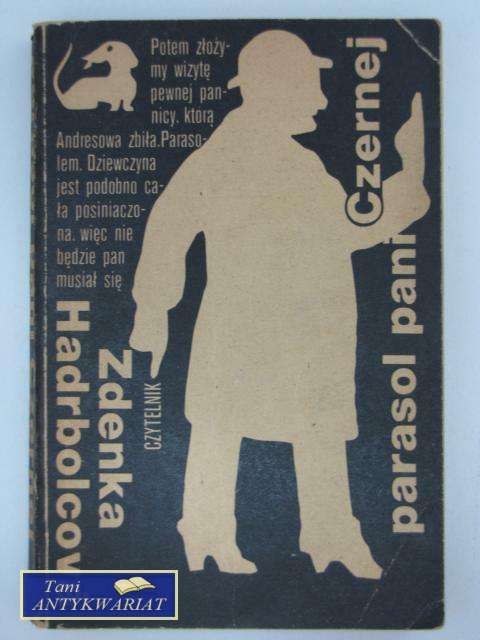 Potem złoży-
my wizytę
pewnej pan-
nicy. którą
Andresowa zbiła.Paraso-
lem. Dziewczyna
jest podobno ca-
ła posiniaczo-
na. więc nie
będzie pan
musiał się
Zdenka
Hadrbolcov
CZYTELNIK
parasol pani
Czernej
Tani
ANTYKWARIAT